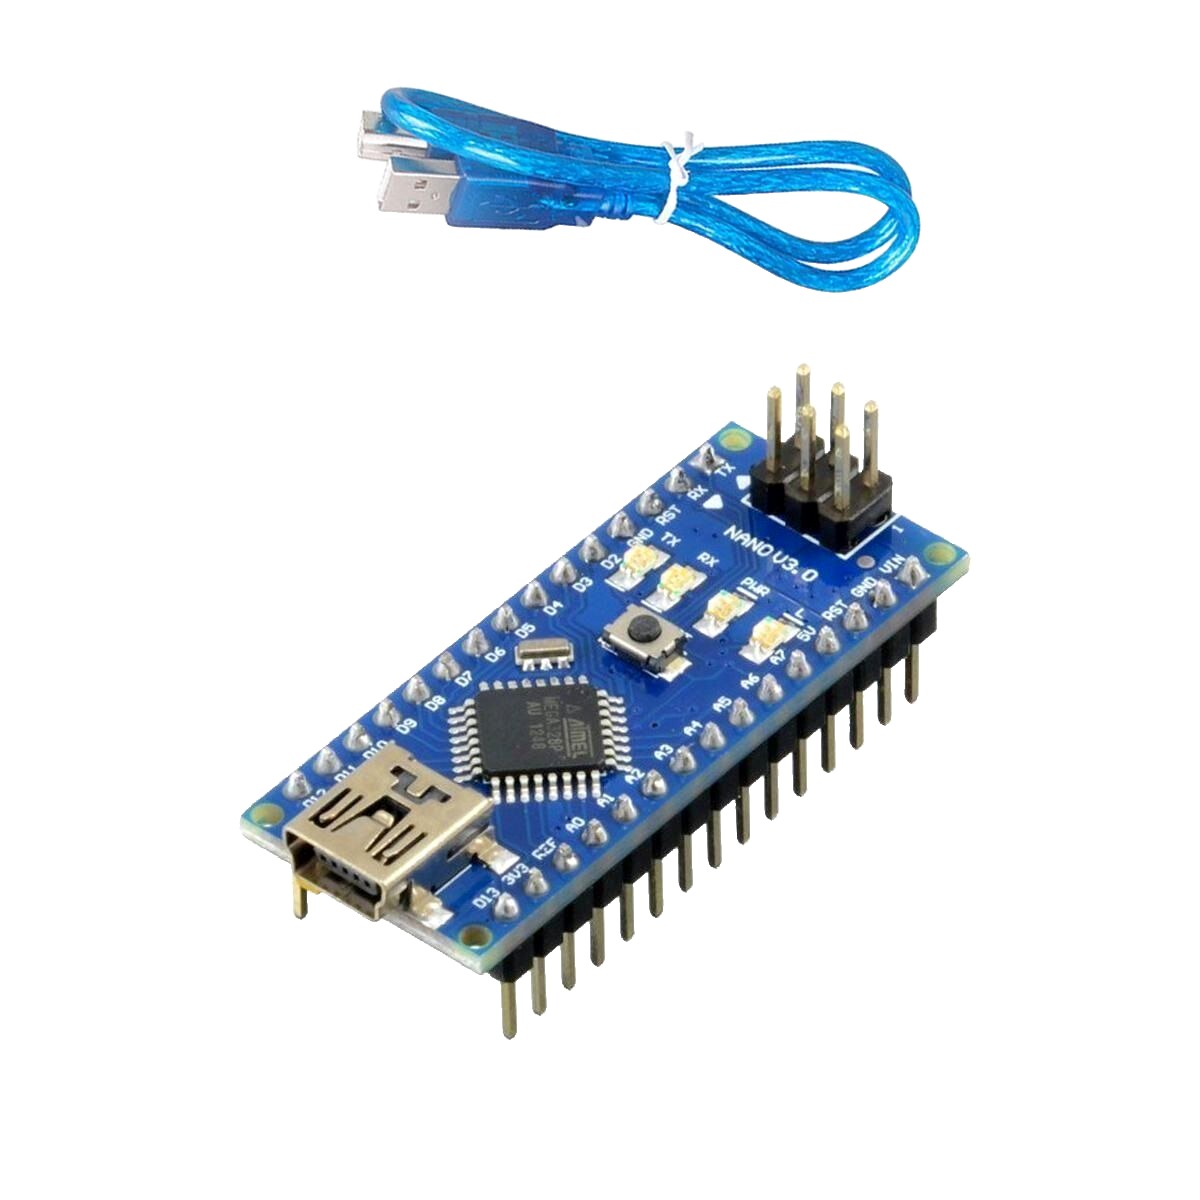 TX
RX
RST
GND
D2
D3
D4
D5
D6
D7
D8
D9
D10
D11
D12
NANO V3.0
1
TX
RX
PWR
L
VIN
GND
RST
5V
A7
A6
A5
A4
A3
A2
A1
A0
REF
3V3
D13
ATMEL
MEGA328P
AU 1248